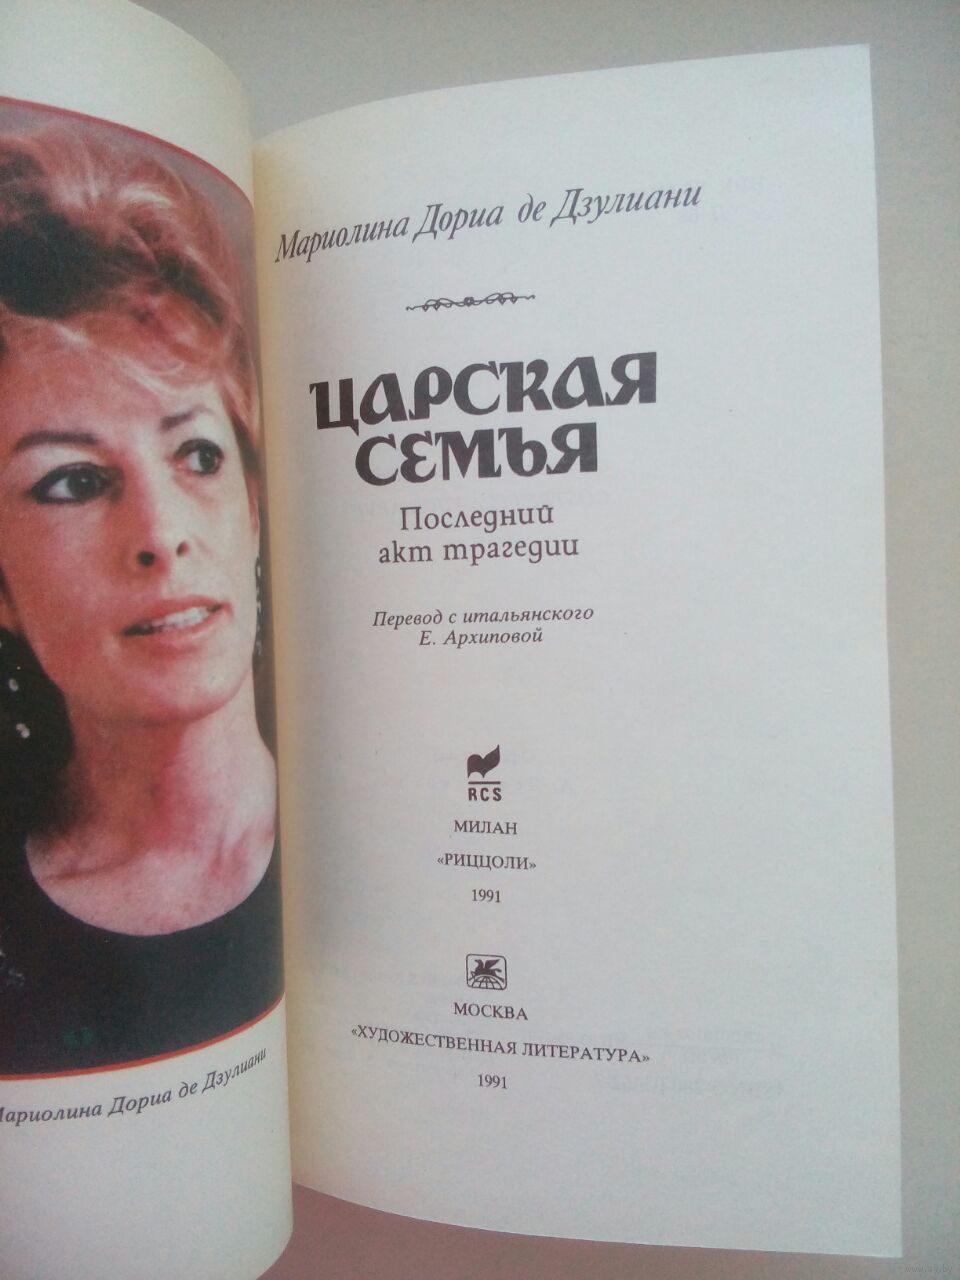 Мариолина Дориа де Дзулиани
Мариолина Дориа де Дзулиани
ЦАРСКАЯ
СЕМЬЯ
Последний
акт трагедии
Перевод с итальянского
Е. Архиповой
RCS
МИЛАН
«РИЦЦОЛИ»
1991
МОСКВА
«ХУДОЖЕСТВЕННАЯ ЛИТЕРАТУРА»
1991